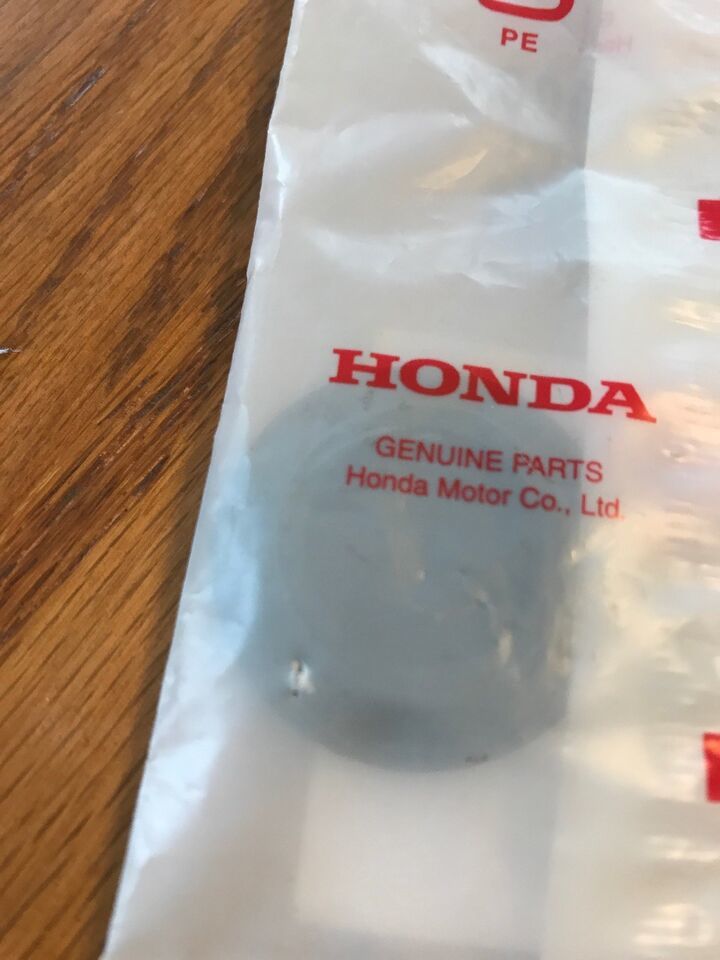 PE
HONDA
GENUINE PARTS
Honda Motor Co., Ltd.